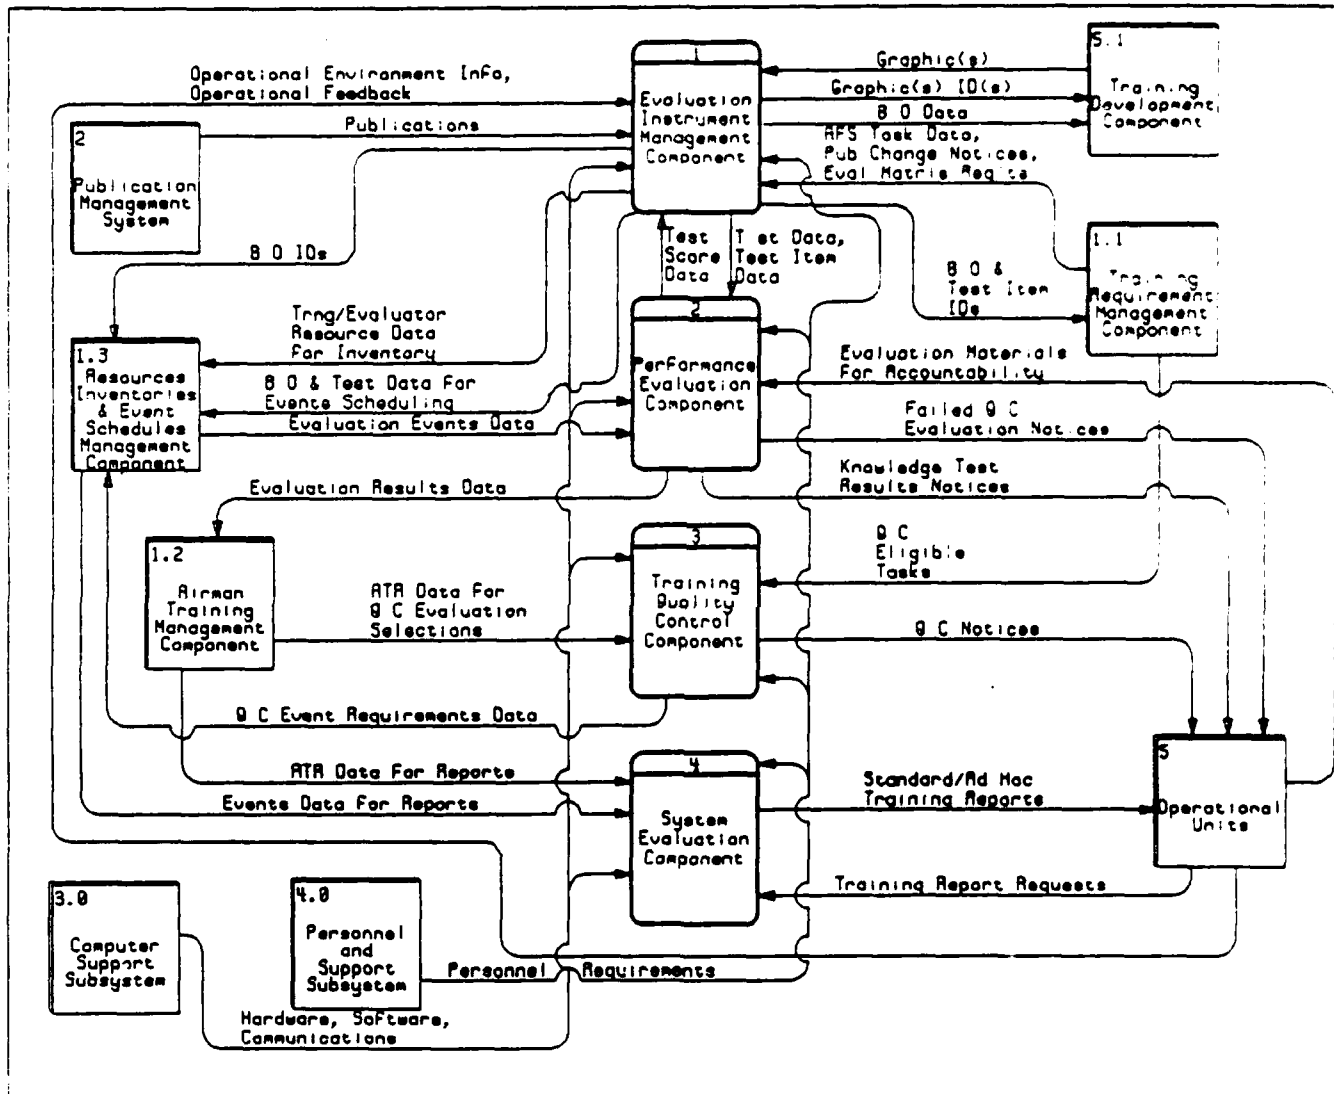 1
Evaluation
Instrument
Management
Component
5.1
Training
Development
Component
Graphic(s)
Graphic(s) ID(s)
B O Data
AFS Task Data,
Pub Change Notices,
Eval Matrix Reqits
Operational Environment Info,
Operational Feedback
Publications
2
Publication
Management
System
B O IDs
Test
Score
Data
T est Data,
Test Item
Data
B O &
Test Item
IDs
1.1
Training
Requirement
Management
Component
Trng/Evaluator
Resource Data
for Inventory
1.3
Resources
Inventories
& Event
Schedules
Management
Component
B O & Test Data For
Events Scheduling
Evaluation Events Data
2
Performance
Evaluation
Component
Evaluation Materials
For Accountability
Failed Q C
Evaluation Notices
Knowledge Test
Results Notices
Evaluation Results Data
1.2
Airman
Training
Management
Component
ATR Data For
Q C Evaluation
Selections
3
Training
Quality
Control
Component
Q C
Eligible
Tasks
Q C Notices
Q C Event Requirements Data
ATR Data For Reports
Events Data For Reports
4
System
Evaluation
Component
Standard/Ad Hoc
Training Reports
Training Report Requests
5
Operational
Units
3.0
Computer
Support
Subsystem
4.0
Personnel
and
Support
Subsystem
Personnel Requirements
Hardware, Software,
Communications